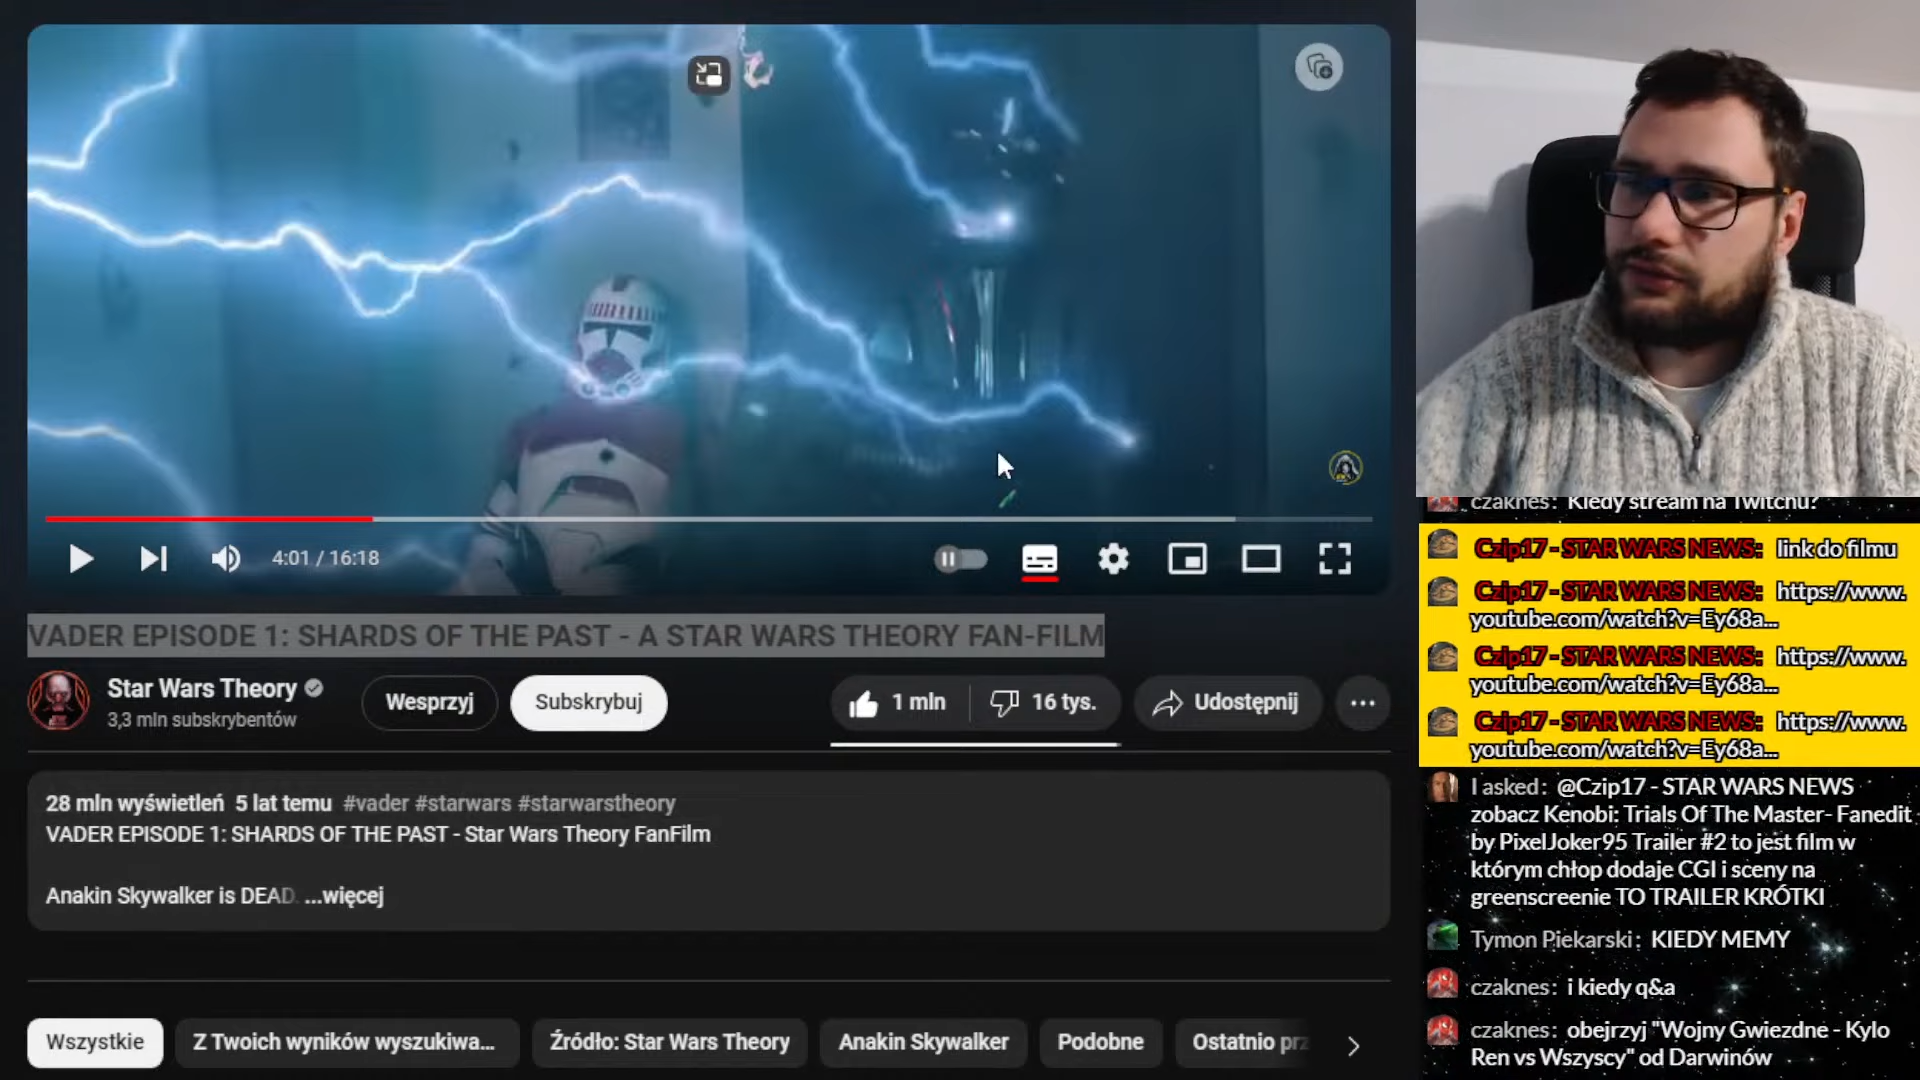 4:01 / 16:18
VADER EPISODE 1: SHARDS OF THE PAST - A STAR WARS THEORY FAN-FILM
Star Wars Theory
3,3 mln subskrybentów
Wesprzyj
Subskrybuj
1 mln
16 tys.
Udostępnij
28 mln wyświetleń 5 lat temu #vader #starwars #starwarstheory
VADER EPISODE 1: SHARDS OF THE PAST - Star Wars Theory FanFilm
Anakin Skywalker is DEAD. ...więcej
Wszystkie
Z Twoich wyników wyszukiwa...
Źródło: Star Wars Theory
Anakin Skywalker
Podobne
Ostatnio prz
czaknes: Kiedy stream na Twitchu?
Czip17 - STAR WARS NEWS: link do filmu
Czip17 - STAR WARS NEWS: https://www.
youtube.com/watch?v=Ey68a...
Czip17 - STAR WARS NEWS: https://www.
youtube.com/watch?v=Ey68a...
Czip17 - STAR WARS NEWS: https://www.
youtube.com/watch?v=Ey68a...
I asked: @Czip17 - STAR WARS NEWS
zobacz Kenobi: Trials Of The Master- Fanedit
by PixelJoker95 Trailer #2 to jest film w
którym chłop dodaje CGI i sceny na
greenscreenie TO TRAILER KRÓTKI
Tymon Piekarski: KIEDY MEMY
czaknes: i kiedy q&a
czaknes: obejrzyj "Wojny Gwiezdne - Kylo
Ren vs Wszyscy" od Darwinów